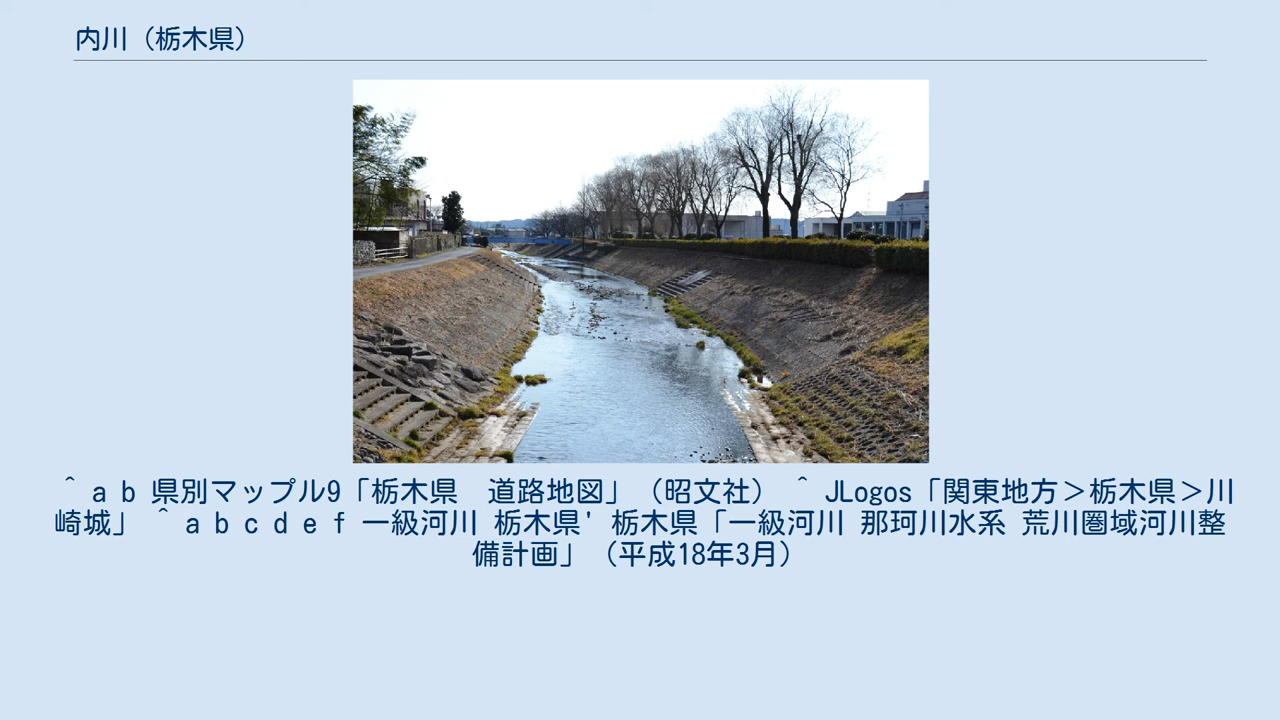 内川（栃木県）
^ a b 県別マップル9「栃木県　道路地図」（昭文社） ^ JLogos「関東地方＞栃木県＞川
崎城」 ^ a b c d e f 一級河川 栃木県' 栃木県「一級河川 那珂川水系 荒川圏域河川整
備計画」（平成18年3月）